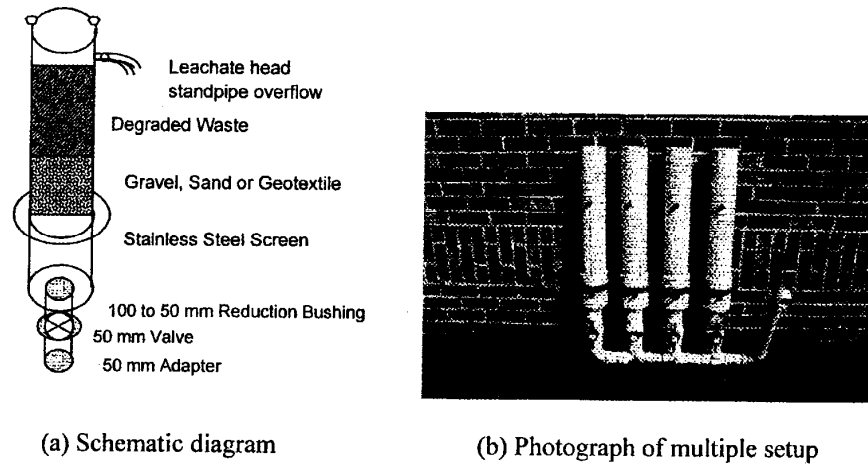 Leachate head
standpipe overflow
Degraded Waste
Gravel, Sand or Geotextile
Stainless Steel Screen
100 to 50 mm Reduction Bushing
50 mm Valve
50 mm Adapter
(a) Schematic diagram
(b) Photograph of multiple setup